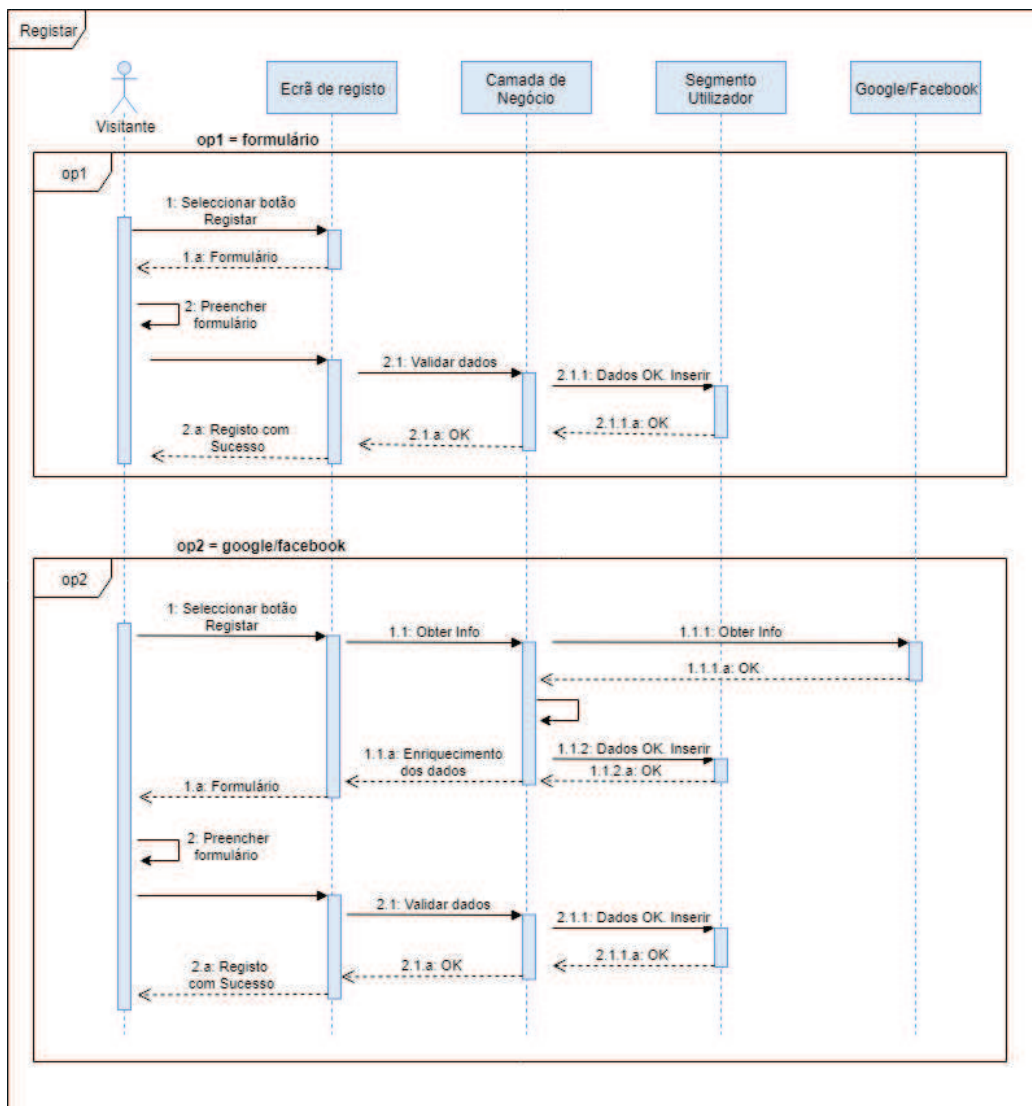 Registar
Ecrã de registo
Camada de
Negócio
Segmento
Utilizador
Google/Facebook
Visitante
op1 = formulário
op1
1: Seleccionar botão
Registar
1.a: Formulário
2: Preencher
formulário
2.1: Validar dados
2.1.1: Dados OK. Inserir
2.1.1.a: OK
2.1.a: OK
2.a: Registo com
Sucesso
op2 = google/facebook
op2
1: Seleccionar botão
Registar
1.1: Obter Info
1.1.1: Obter Info
1.1.1.a: OK
1.1.2: Dados OK. Inserir
1.1.a: Enriquecimento
dos dados
1.1.2.a: OK
1.a: Formulário
2: Preencher
formulário
2.1: Validar dados
2.1.1: Dados OK. Inserir
2.1.1.a: OK
2.1.a: OK
2.a: Registo
com Sucesso